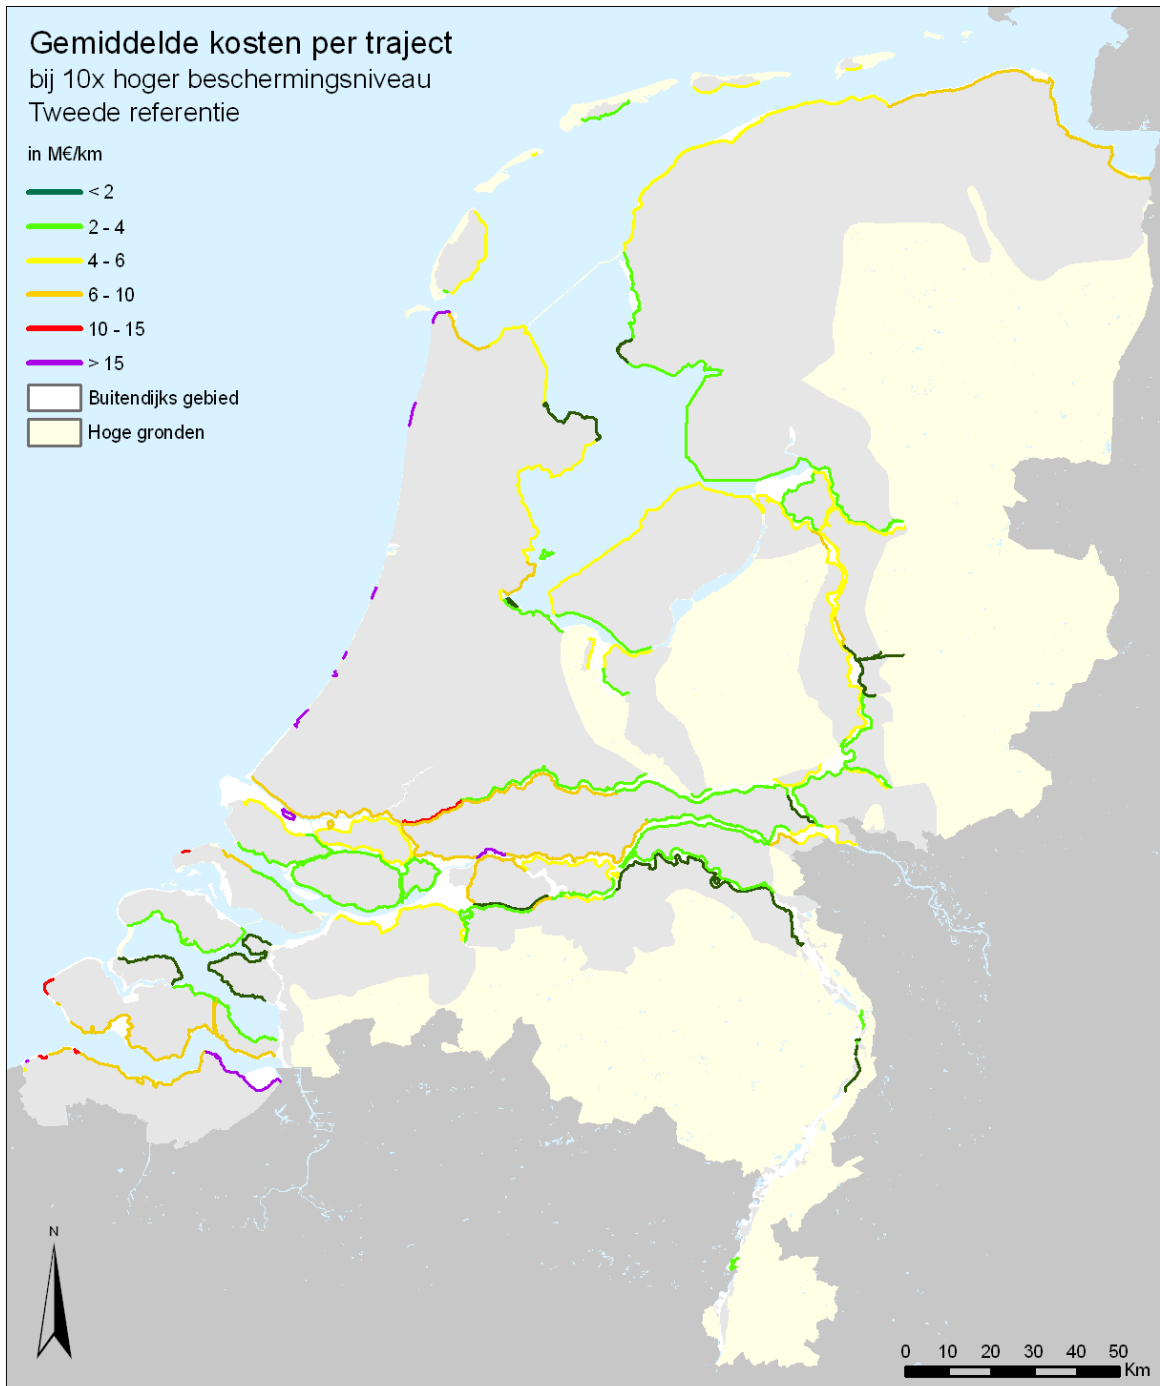 Gemiddelde kosten per traject
bij 10x hoger beschermingsniveau
Tweede referentie
in M€/km
< 2
2 - 4
4 - 6
6 - 10
10 - 15
> 15
Buitendijks gebied
Hoge gronden
N
0 10 20 30 40 50
Km